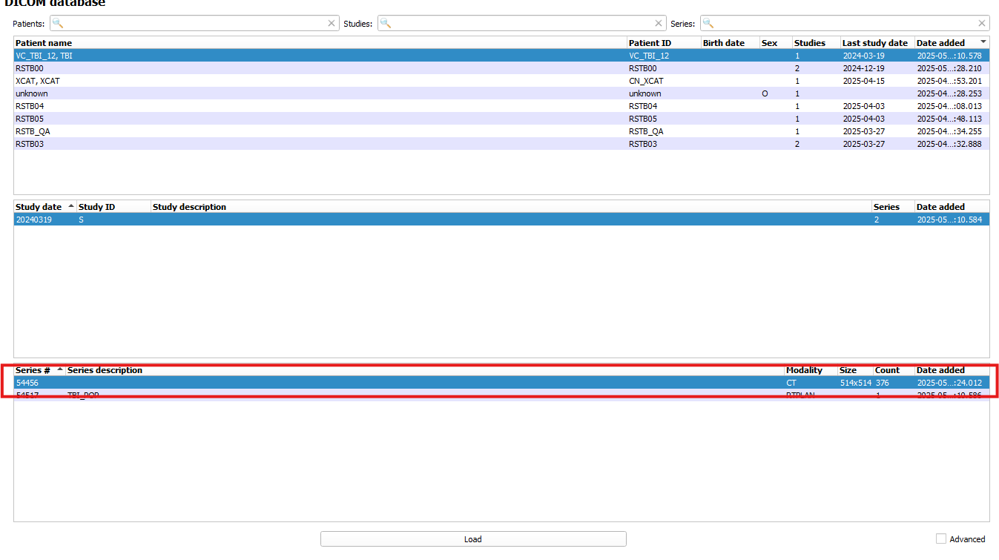 DICOM database
Patients: Studies: Series:
Patient name Patient ID Birth date Sex Studies Last study date Date added
VC_TBI_12, TBI VC_TBI_12 1 2024-03-19 2025-05...:10.578
RSTB00 RSTB00 2 2024-12-19 2025-05...:28.210
XCAT, XCAT CN_XCAT 1 2025-04-15 2025-04...:53.201
unknown unknown O 1 2025-04...:28.253
RSTB04 RSTB04 1 2025-04-03 2025-04...:08.013
RSTB05 RSTB05 1 2025-04-03 2025-04...:48.113
RSTB_QA RSTB_QA 1 2025-03-27 2025-04...:34.255
RSTB03 RSTB03 2 2025-03-27 2025-04...:32.888
Study date Study ID Study description Series Date added
20240319 S 2 2025-05...:10.584
Series # Series description Modality Size Count Date added
54456 CT 514x514 376 2025-05...:24.012
54517 TBI_POP RTPLAN 1 2025-05...:10.586
Load Advanced